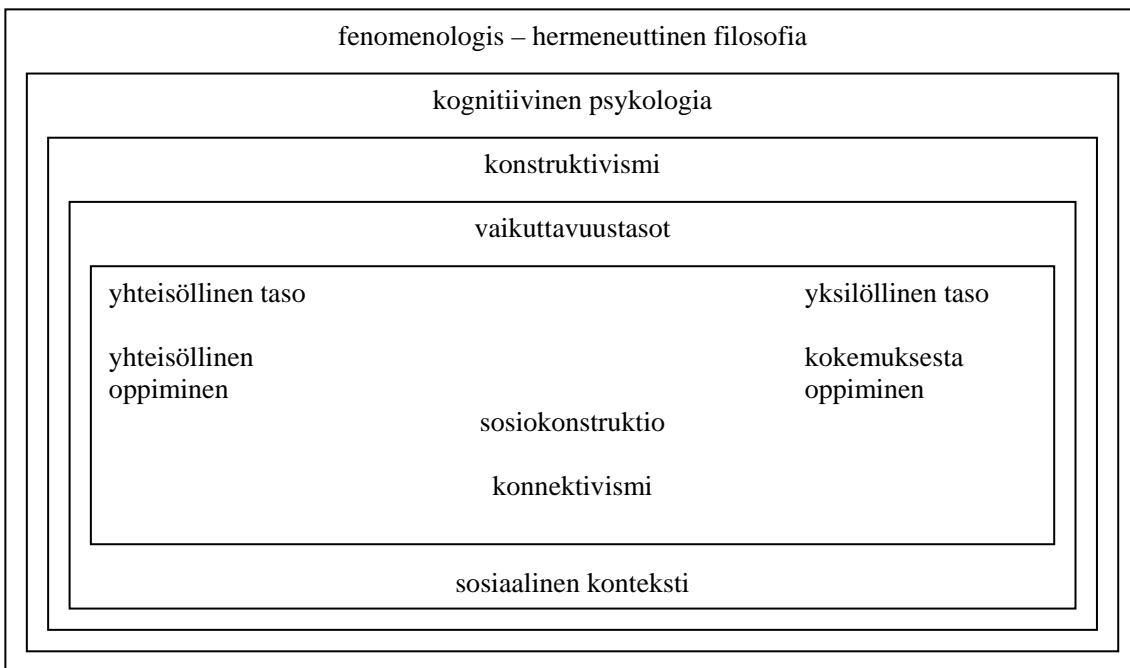 fenomenologis – hermeneuttinen filosofia
kognitiivinen psykologia
konstruktivismi
vaikuttavuustasot
yhteisöllinen taso yksilöllinen taso
yhteisöllinen kokemuksesta
oppiminen oppiminen
sosiokonstruktio
konnektivismi
sosiaalinen konteksti